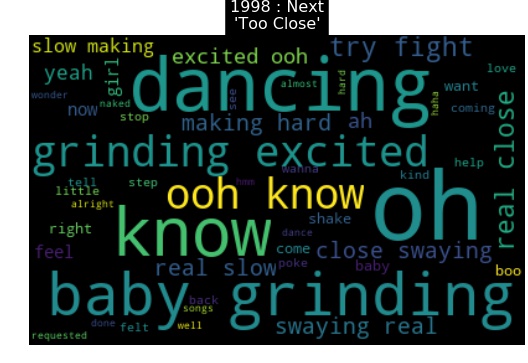 1998 : Next
'Too Close'
slow making
excited ooh
try fight
yeah
girl
dancing
see
almost
hard
haha
love
want
wonder
naked
coming
now
stop
making hard
ah
grinding excited
real close
help
tell
step
wanna
kind
little
alright
ooh know
oh
hmm
know
shake
right
dance
feel
come
close swaying
real slow
poke
baby
boo
baby grinding
back
songs
done
felt
well
swaying real
requested